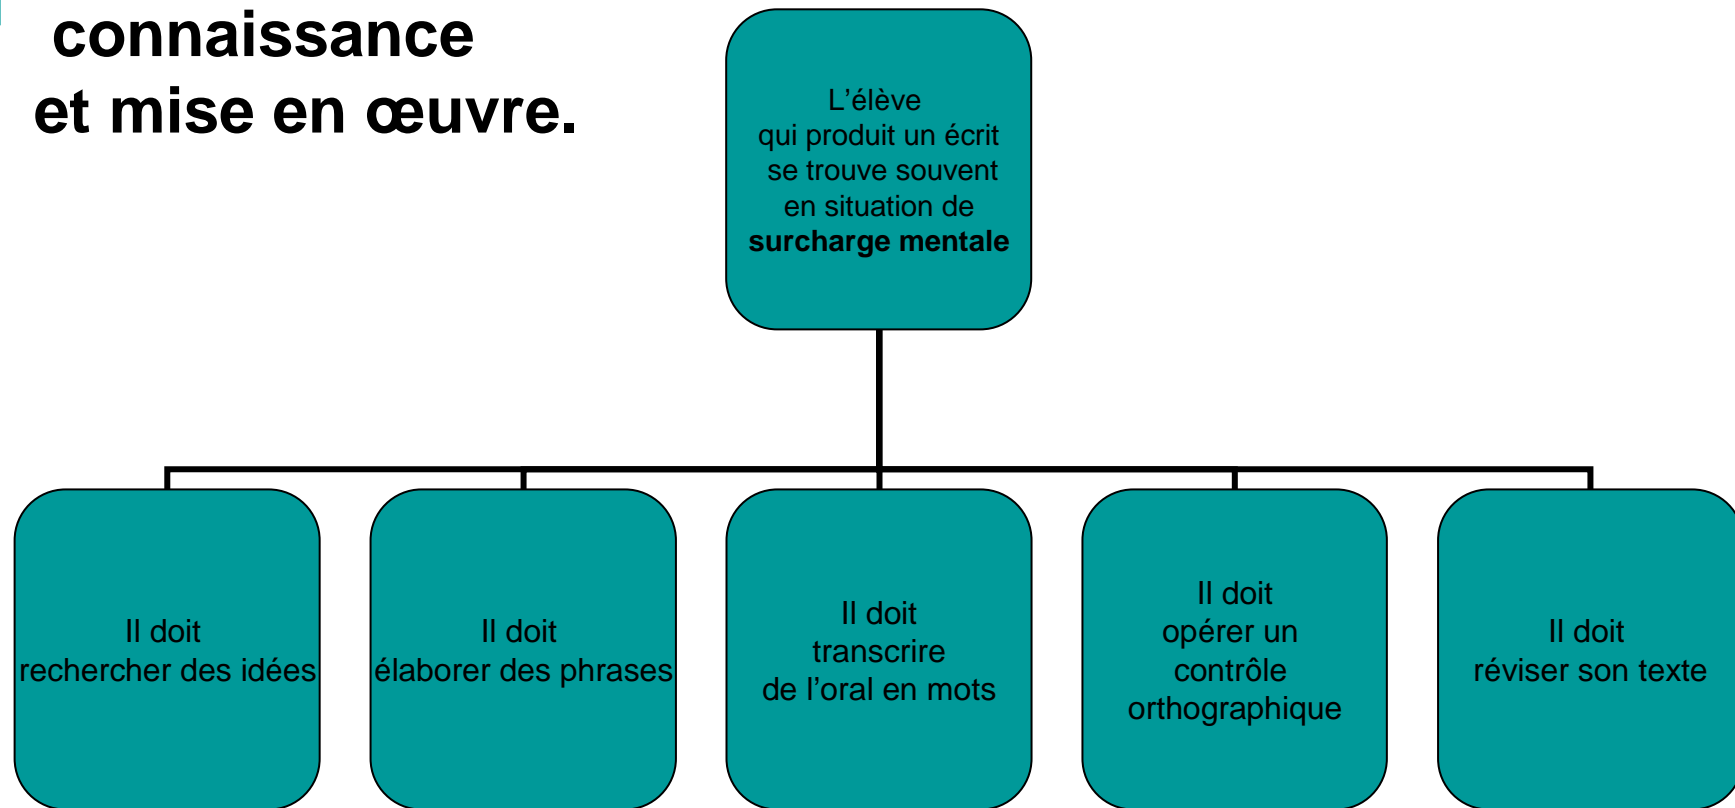 connaissance
et mise en œuvre.
L’élève
qui produit un écrit
se trouve souvent
en situation de
surcharge mentale
Il doit
rechercher des idées
Il doit
élaborer des phrases
Il doit
transcrire
de l’oral en mots
Il doit
opérer un
contrôle
orthographique
Il doit
réviser son texte